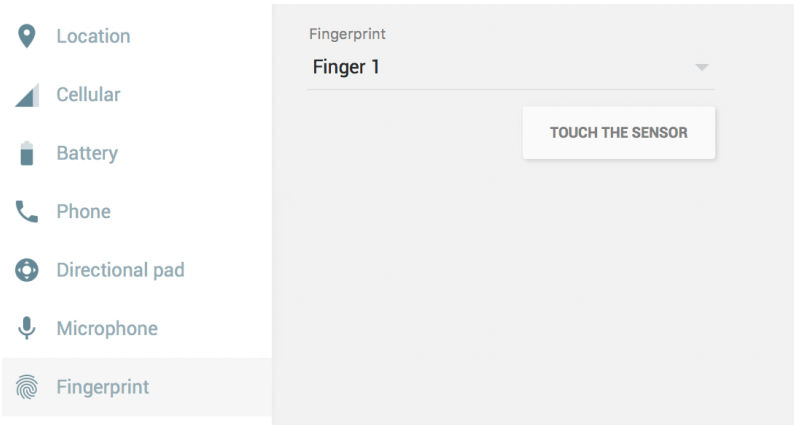 Location
Cellular
Battery
Phone
Directional pad
Microphone
Fingerprint
Fingerprint
Finger 1
TOUCH THE SENSOR